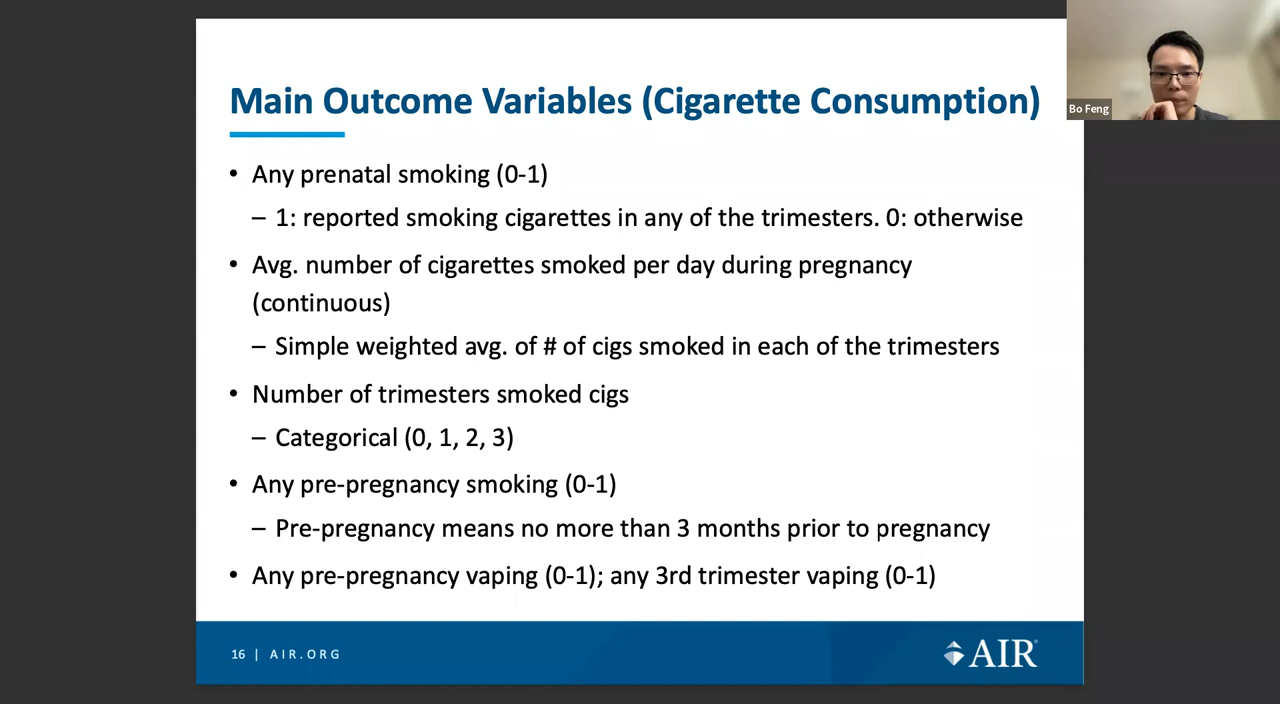 Main Outcome Variables (Cigarette Consumption)
Bo Feng
• Any prenatal smoking (0-1)
– 1: reported smoking cigarettes in any of the trimesters. 0: otherwise
• Avg. number of cigarettes smoked per day during pregnancy
(continuous)
– Simple weighted avg. of # of cigs smoked in each of the trimesters
• Number of trimesters smoked cigs
– Categorical (0, 1, 2, 3)
• Any pre-pregnancy smoking (0-1)
– Pre-pregnancy means no more than 3 months prior to pregnancy
• Any pre-pregnancy vaping (0-1); any 3rd trimester vaping (0-1)
16 | AIR.ORG
AIR